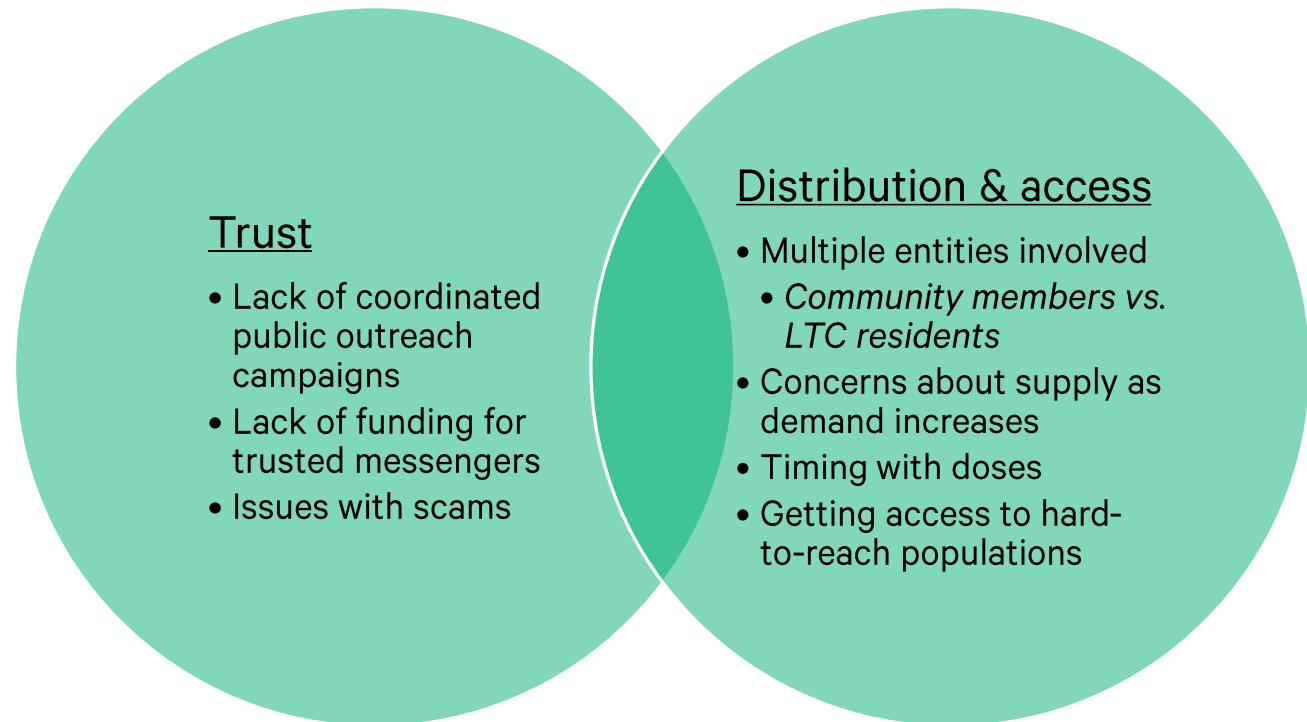 Trust
• Lack of coordinated
public outreach
campaigns
• Lack of funding for
trusted messengers
• Issues with scams
Distribution & access
• Multiple entities involved
• Community members vs.
LTC residents
• Concerns about supply as
demand increases
• Timing with doses
• Getting access to hard-
to-reach populations